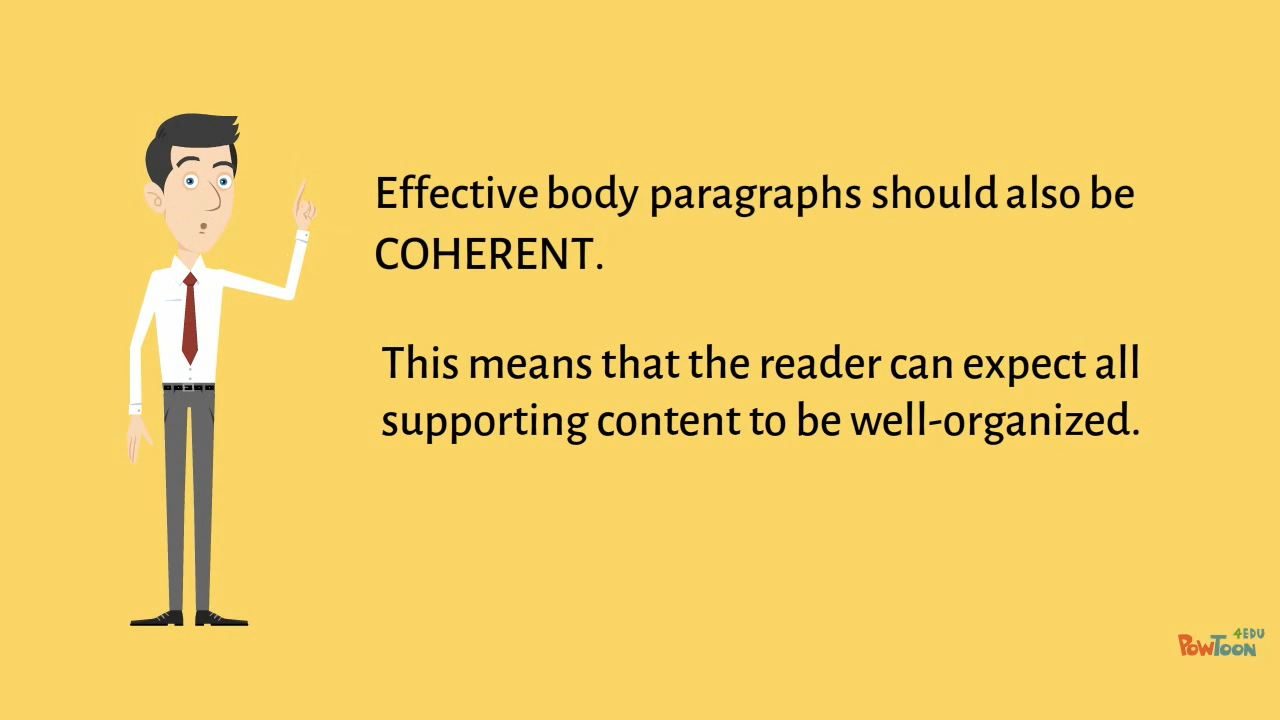 Effective body paragraphs should also be
COHERENT.
This means that the reader can expect all
supporting content to be well-organized.
4EDU
POWTOON